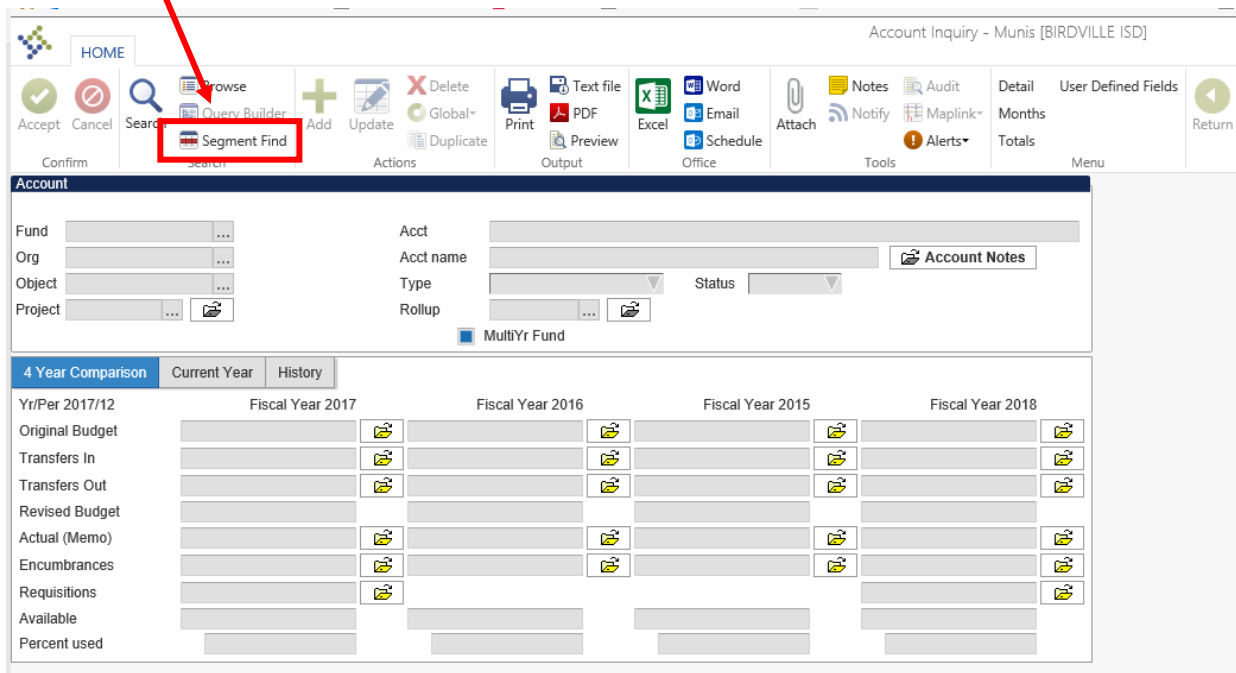 Account Inquiry - Munis [BIRDVILLE ISD]
HOME
Accept
Cancel
Search
Browse
Query Builder
Segment Find
Add
Update
Delete
Global
Duplicate
Print
Text file
PDF
Preview
Excel
Word
Email
Schedule
Attach
Notes
Notify
Audit
Maplink
Alerts
Detail
Months
Totals
User Defined Fields
Return
Confirm
Search
Actions
Output
Office
Tools
Menu
Account
Fund ...
Acct
Org ...
Acct name
Account Notes
Object ...
Type
Status
Project ...
Rollup ...
MultiYr Fund
4 Year Comparison Current Year History
Yr/Per 2017/12 Fiscal Year 2017 Fiscal Year 2016 Fiscal Year 2015 Fiscal Year 2018
Original Budget
Transfers In
Transfers Out
Revised Budget
Actual (Memo)
Encumbrances
Requisitions
Available
Percent used